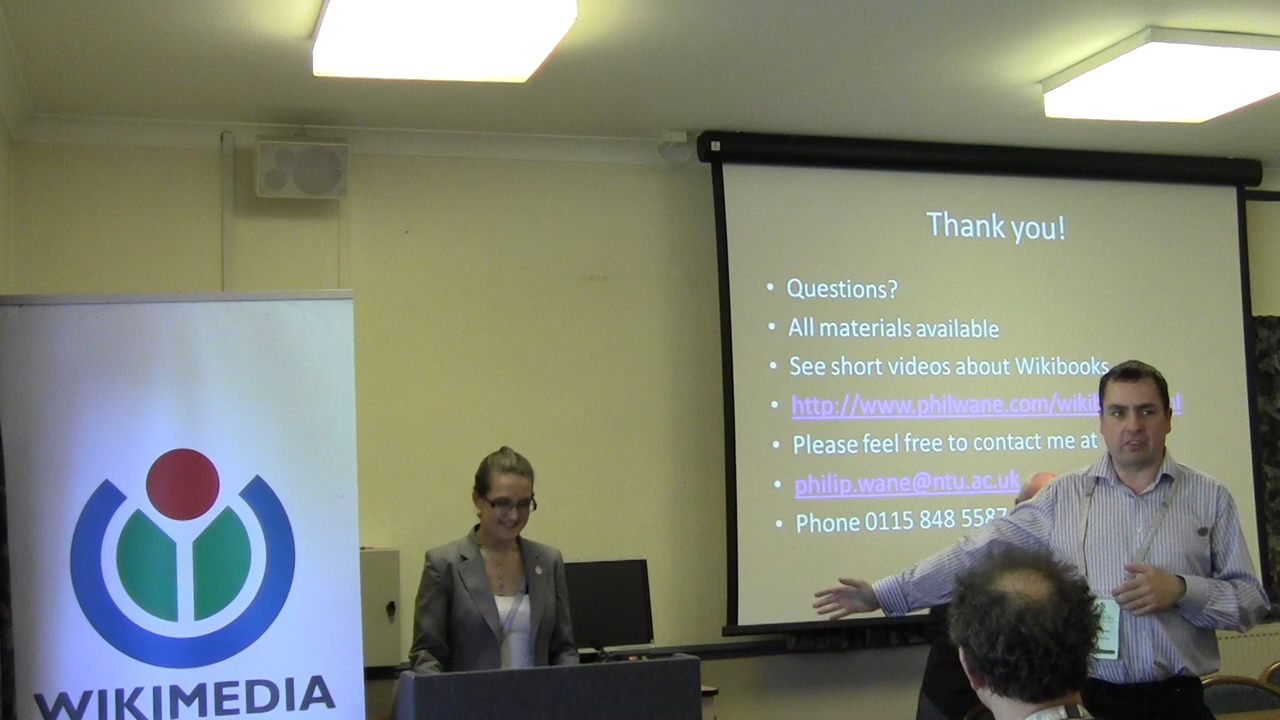 Thank you!
• Questions?
• All materials available
• See short videos about Wikibooks
• http://www.philwane.com/wikib
• Please feel free to contact me at
• philip.wane@ntu.ac.uk
• Phone 0115 848 5587
WIKIMEDIA